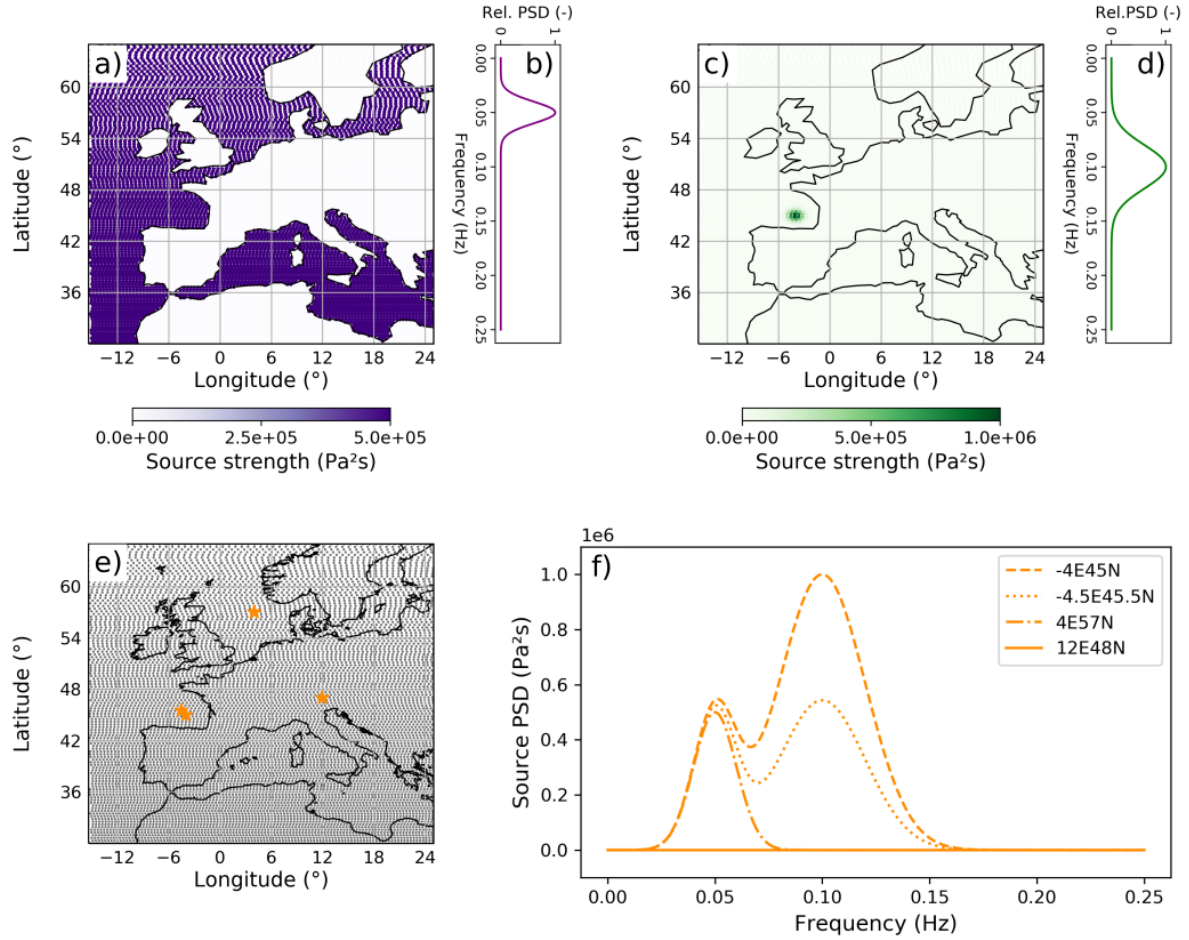 Rel. PSD (-)
0 1
a)
b)
60
54
48
42
36
Latitude (°)
−12 −6 0 6 12 18 24
Longitude (°)
0.00
0.05
0.10
0.15
0.20
0.25
Frequency (Hz)
0.0e+00 2.5e+05 5.0e+05
Source strength (Pa²s)
Rel.PSD (-)
0 1
c)
d)
60
54
48
42
36
Latitude (°)
−12 −6 0 6 12 18 24
Longitude (°)
0.00
0.05
0.10
0.15
0.20
0.25
Frequency (Hz)
0.0e+00 5.0e+05 1.0e+06
Source strength (Pa²s)
e)
60
54
48
42
36
Latitude (°)
−12 −6 0 6 12 18 24
Longitude (°)
1e6
f)
-4E45N
-4.5E45.5N
4E57N
12E48N
1.0
0.8
0.6
0.4
0.2
0.0
Source PSD (Pa²s)
0.00 0.05 0.10 0.15 0.20 0.25
Frequency (Hz)